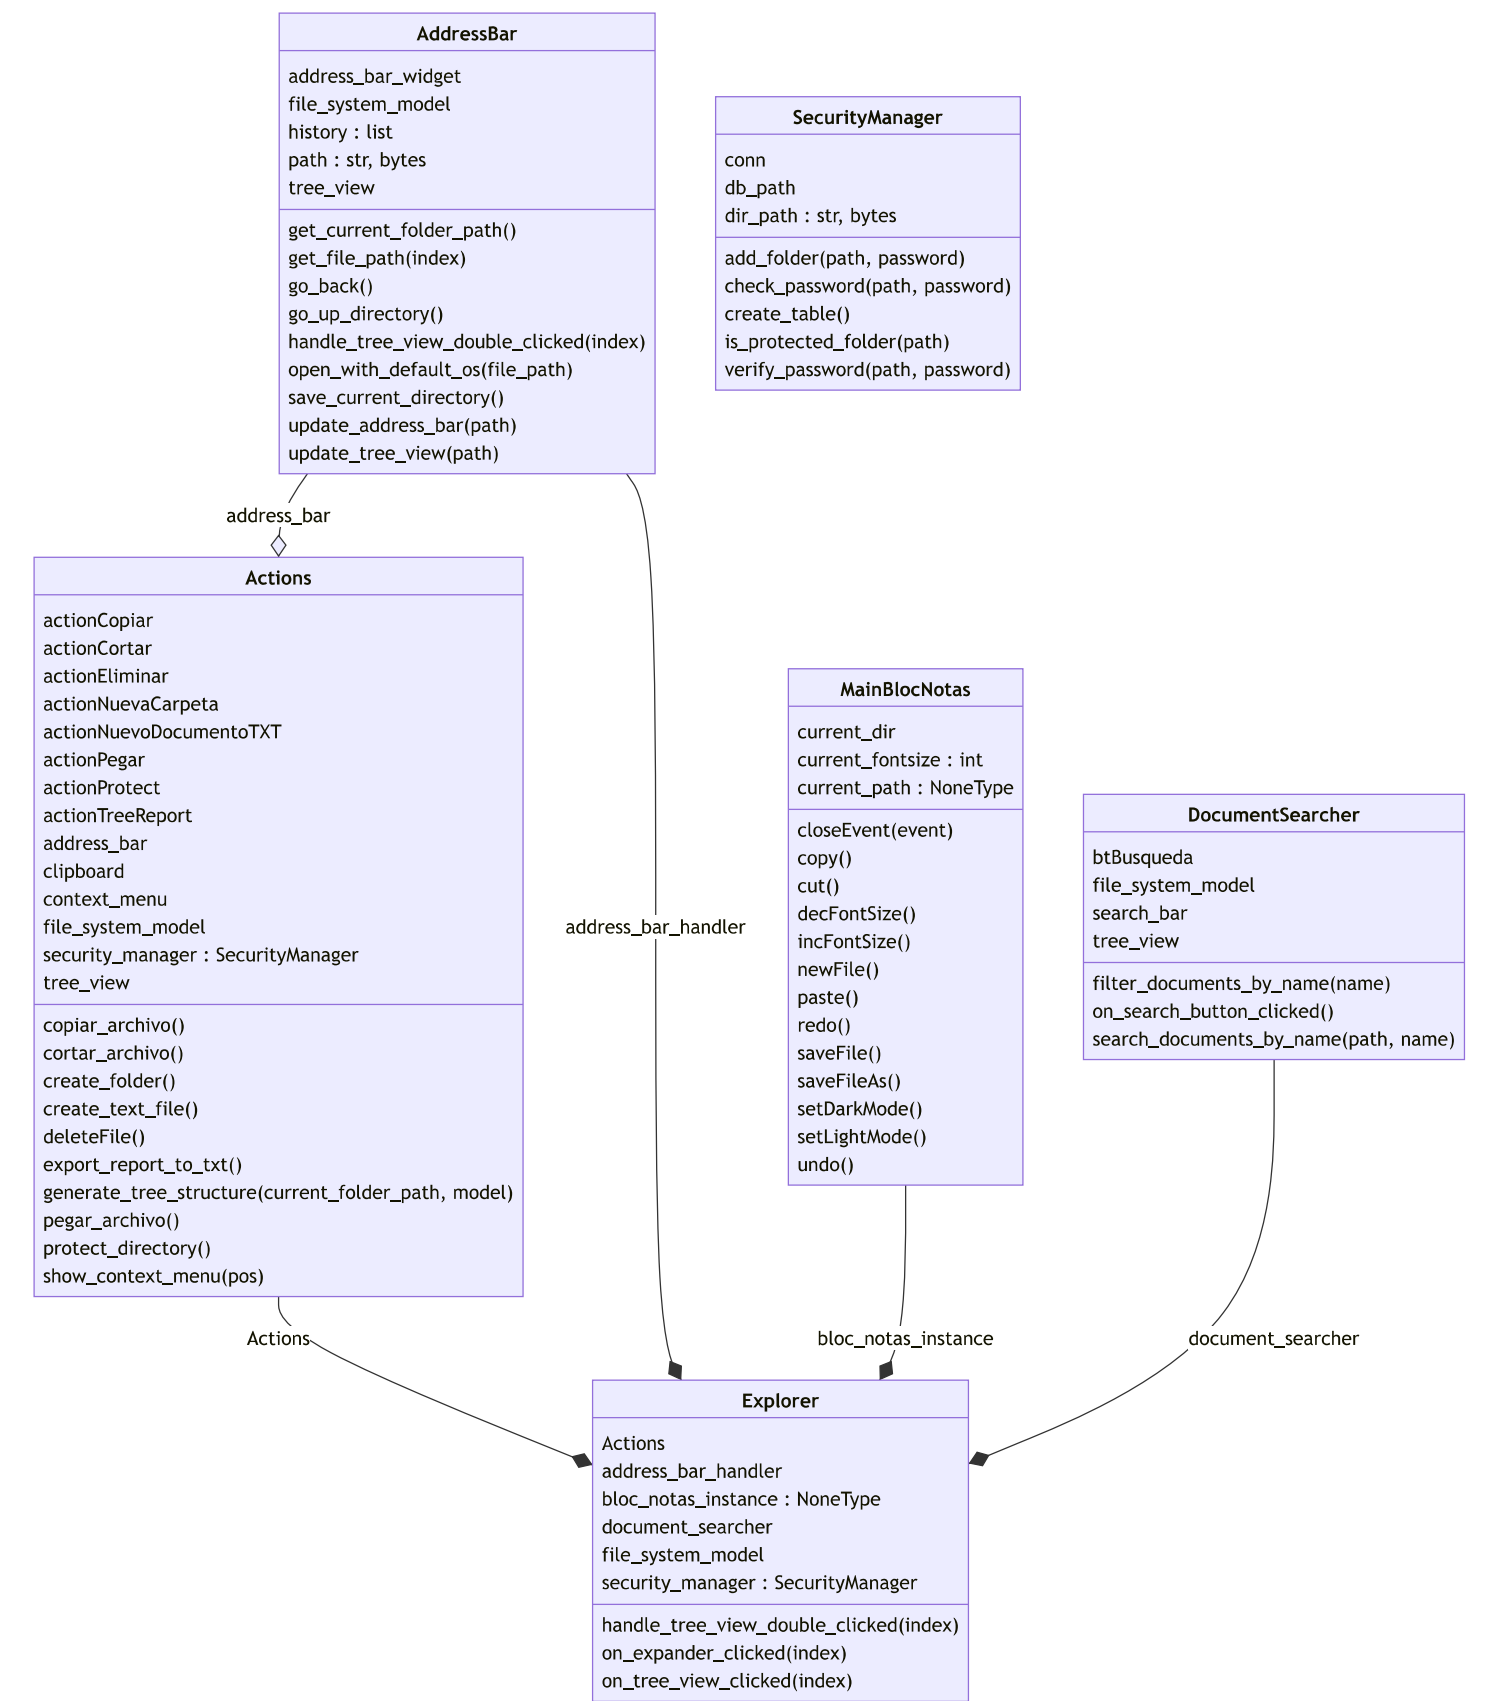 AddressBar
address_bar_widget
file_system_model
history : list
path : str, bytes
tree_view
get_current_folder_path()
get_file_path(index)
go_back()
go_up_directory()
handle_tree_view_double_clicked(index)
open_with_default_os(file_path)
save_current_directory()
update_address_bar(path)
update_tree_view(path)
SecurityManager
conn
db_path
dir_path : str, bytes
add_folder(path, password)
check_password(path, password)
create_table()
is_protected_folder(path)
verify_password(path, password)
address_bar
Actions
actionCopiar
actionCortar
actionEliminar
actionNuevaCarpeta
actionNuevoDocumentoTXT
actionPegar
actionProtect
actionTreeReport
address_bar
clipboard
context_menu
file_system_model
security_manager : SecurityManager
tree_view
copiar_archivo()
cortar_archivo()
create_folder()
create_text_file()
deleteFile()
export_report_to_txt()
generate_tree_structure(current_folder_path, model)
pegar_archivo()
protect_directory()
show_context_menu(pos)
address_bar_handler
MainBlocNotas
current_dir
current_fontsize : int
current_path : NoneType
closeEvent(event)
copy()
cut()
decFontSize()
incFontSize()
newFile()
paste()
redo()
saveFile()
saveFileAs()
setDarkMode()
setLightMode()
undo()
DocumentSearcher
btBusqueda
file_system_model
search_bar
tree_view
filter_documents_by_name(name)
on_search_button_clicked()
search_documents_by_name(path, name)
Actions
bloc_notas_instance
document_searcher
Explorer
Actions
address_bar_handler
bloc_notas_instance : NoneType
document_searcher
file_system_model
security_manager : SecurityManager
handle_tree_view_double_clicked(index)
on_expander_clicked(index)
on_tree_view_clicked(index)